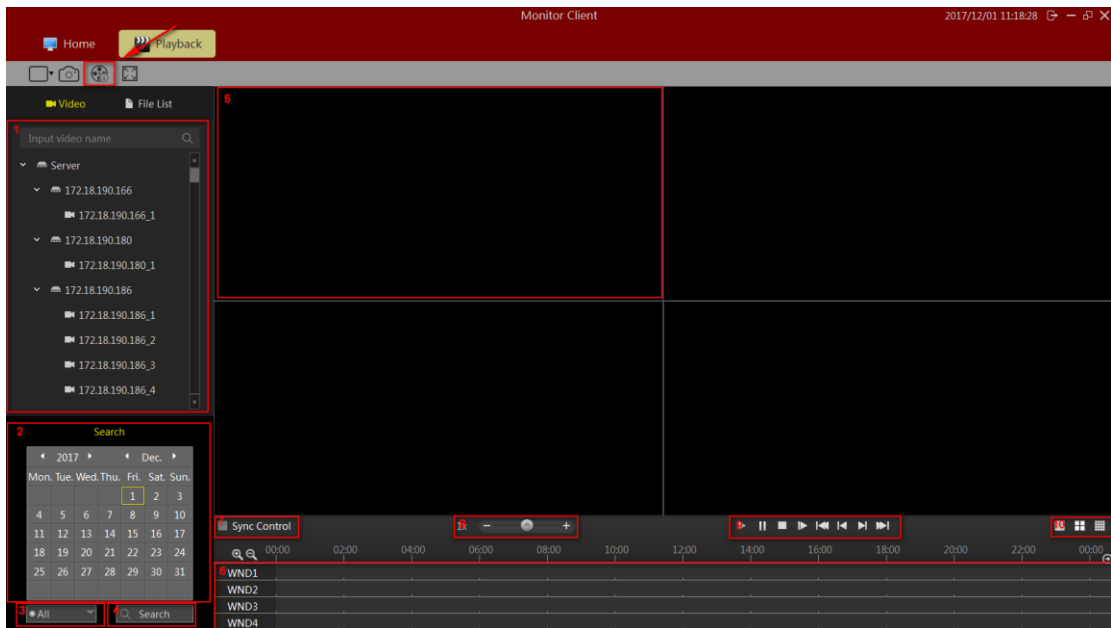 Monitor Client
2017/12/01 11:18:28
Home
Playback
Video
File List
1
Input video name
Server
172.18.190.166
172.18.190.166_1
172.18.190.180
172.18.190.180_1
172.18.190.186
172.18.190.186_1
172.18.190.186_2
172.18.190.186_3
172.18.190.186_4
5
2
Search
2017 Dec.
Mon. Tue. Wed. Thu. Fri. Sat. Sun.
1 2 3
4 5 6 7 8 9 10
11 12 13 14 15 16 17
18 19 20 21 22 23 24
25 26 27 28 29 30 31
3
All
4
Search
Sync Control
1x
10
00:00 02:00 04:00 06:00 08:00 10:00 12:00 14:00 16:00 18:00 20:00 22:00 00:00
6
WND1
WND2
WND3
WND4